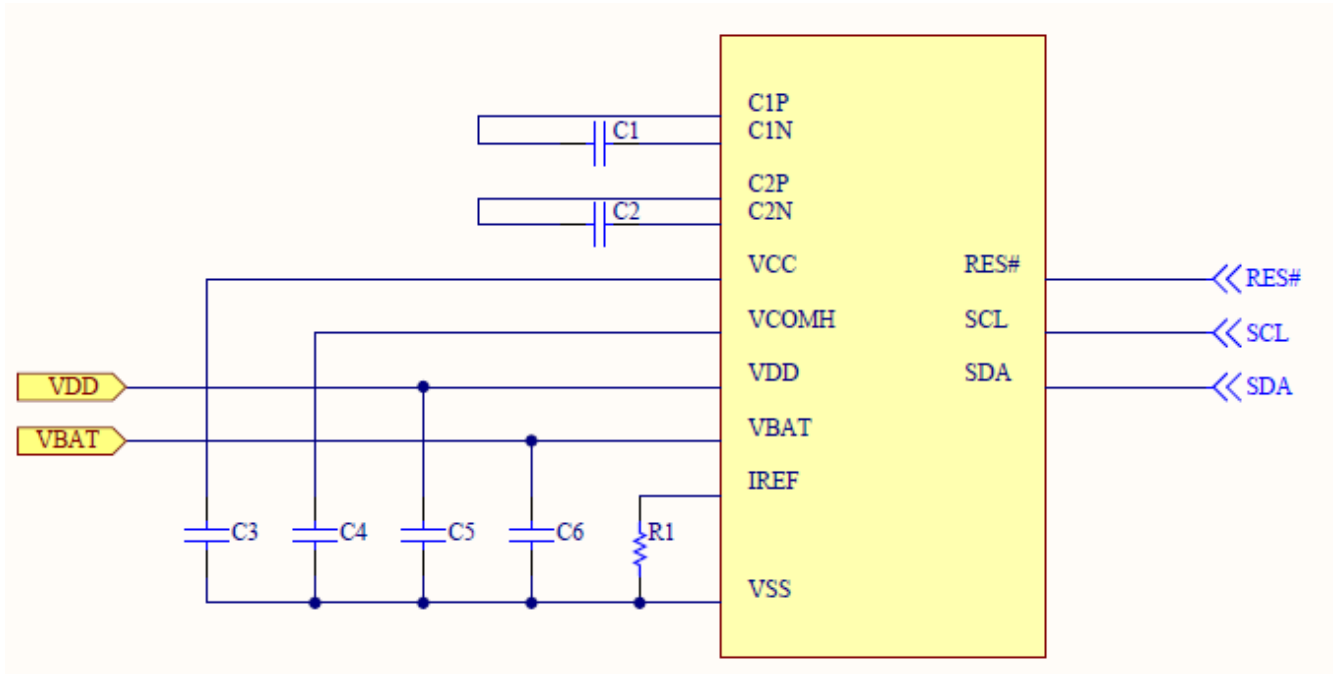 C1P
C1
C1N
C2P
C2
C2N
VCC
RES#
RES#
VCOMH
SCL
SCL
VDD
VDD
SDA
SDA
VBAT
VBAT
IREF
C3
C4
C5
C6
R1
VSS